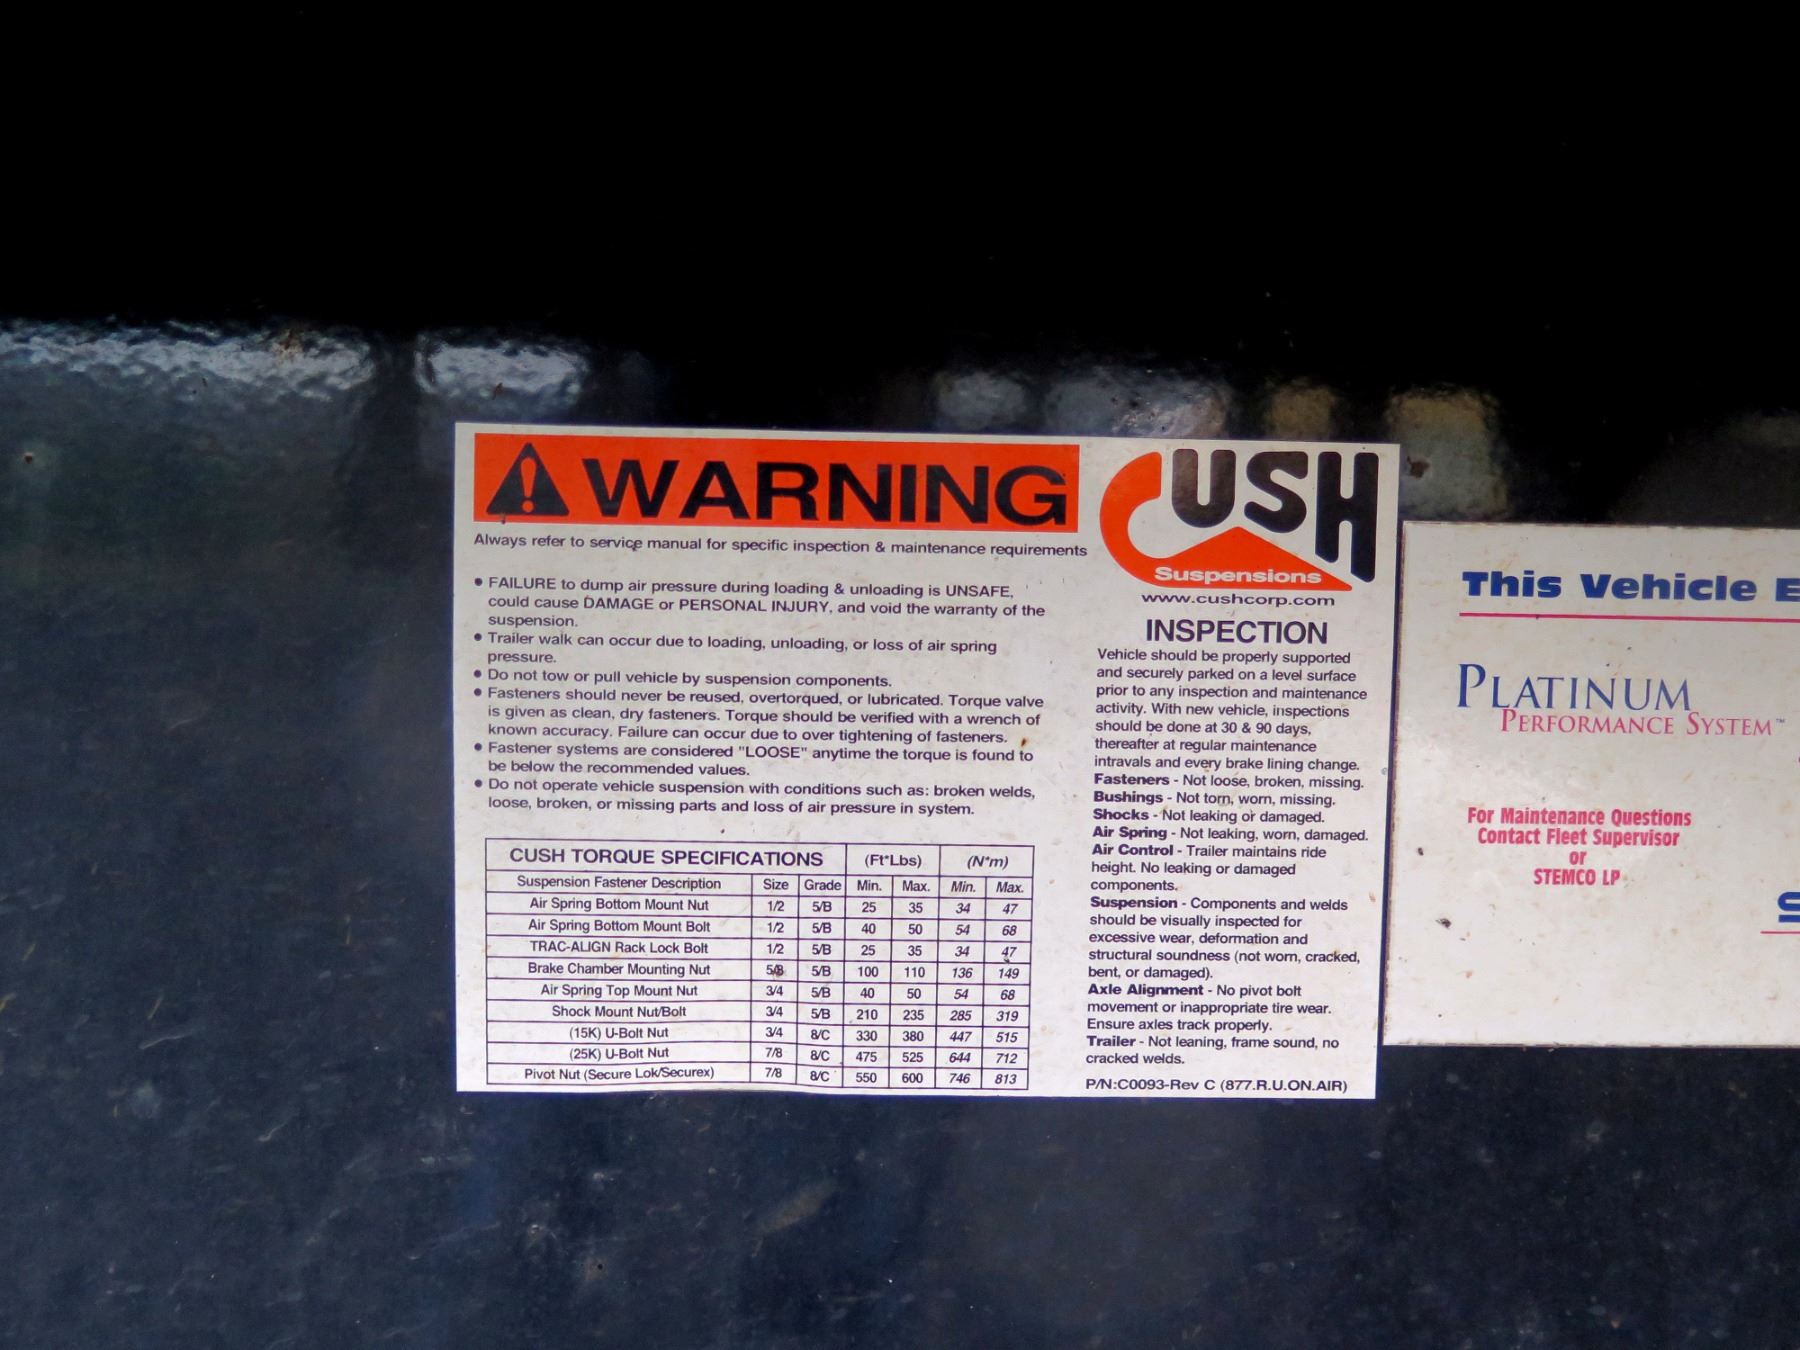 WARNING
Always refer to service manual for specific inspection & maintenance requirements
• FAILURE to dump air pressure during loading & unloading is UNSAFE,
could cause DAMAGE or PERSONAL INJURY, and void the warranty of the
suspension.
• Trailer walk can occur due to loading, unloading, or loss of air spring
pressure.
• Do not tow or pull vehicle by suspension components.
• Fasteners should never be reused, overtorqued, or lubricated. Torque valve
is given as clean, dry fasteners. Torque should be verified with a wrench of
known accuracy. Failure can occur due to over tightening of fasteners.
• Fastener systems are considered "LOOSE" anytime the torque is found to
be below the recommended values.
• Do not operate vehicle suspension with conditions such as: broken welds,
loose, broken, or missing parts and loss of air pressure in system.
CUSH TORQUE SPECIFICATIONS (Ft*Lbs) (N*m)
Suspension Fastener Description Size Grade Min. Max. Min. Max.
Air Spring Bottom Mount Nut 1/2 5/B 25 35 34 47
Air Spring Bottom Mount Bolt 1/2 5/B 40 50 54 68
TRAC-ALIGN Rack Lock Bolt 1/2 5/B 25 35 34 47
Brake Chamber Mounting Nut 5/8 5/B 100 110 136 149
Air Spring Top Mount Nut 3/4 5/B 40 50 54 68
Shock Mount Nut/Bolt 3/4 5/B 210 235 285 319
(15K) U-Bolt Nut 3/4 8/C 330 380 447 515
(25K) U-Bolt Nut 7/8 8/C 475 525 644 712
Pivot Nut (Secure Lok/Securex) 7/8 8/C 550 600 746 813
CUSH
Suspensions
www.cushcorp.com
INSPECTION
Vehicle should be properly supported
and securely parked on a level surface
prior to any inspection and maintenance
activity. With new vehicle, inspections
should be done at 30 & 90 days,
thereafter at regular maintenance
intravals and every brake lining change.
Fasteners - Not loose, broken, missing.
Bushings - Not torn, worn, missing.
Shocks - Not leaking or damaged.
Air Spring - Not leaking, worn, damaged.
Air Control - Trailer maintains ride
height. No leaking or damaged
components.
Suspension - Components and welds
should be visually inspected for
excessive wear, deformation and
structural soundness (not worn, cracked,
bent, or damaged).
Axle Alignment - No pivot bolt
movement or inappropriate tire wear.
Ensure axles track properly.
Trailer - Not leaning, frame sound, no
cracked welds.
P/N:C0093-Rev C (877.R.U.ON.AIR)
This Vehicle E
PLATINUM
PERFORMANCE SYSTEM™
For Maintenance Questions
Contact Fleet Supervisor
or
STEMCO LP
S